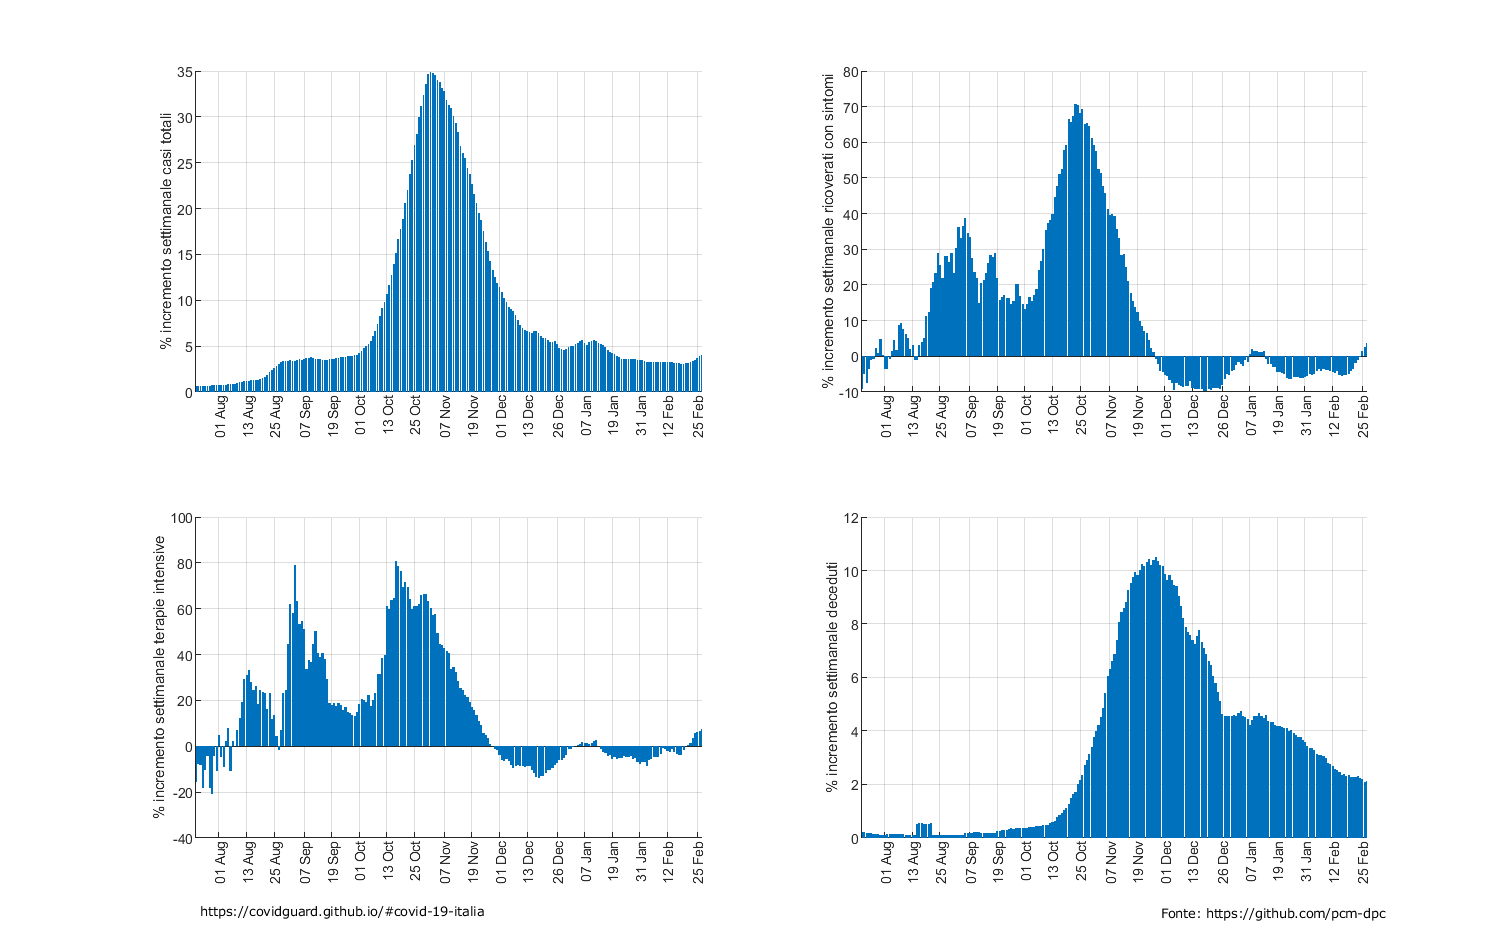 % incremento settimanale casi totali
35
30
25
20
15
10
5
0
01 Aug
13 Aug
25 Aug
07 Sep
19 Sep
01 Oct
13 Oct
25 Oct
07 Nov
19 Nov
01 Dec
13 Dec
26 Dec
07 Jan
19 Jan
31 Jan
12 Feb
25 Feb
% incremento settimanale ricoverati con sintomi
80
70
60
50
40
30
20
10
0
-10
01 Aug
13 Aug
25 Aug
07 Sep
19 Sep
01 Oct
13 Oct
25 Oct
07 Nov
19 Nov
01 Dec
13 Dec
26 Dec
07 Jan
19 Jan
31 Jan
12 Feb
25 Feb
% incremento settimanale terapie intensive
100
80
60
40
20
0
-20
-40
01 Aug
13 Aug
25 Aug
07 Sep
19 Sep
01 Oct
13 Oct
25 Oct
07 Nov
19 Nov
01 Dec
13 Dec
26 Dec
07 Jan
19 Jan
31 Jan
12 Feb
25 Feb
% incremento settimanale deceduti
12
10
8
6
4
2
0
01 Aug
13 Aug
25 Aug
07 Sep
19 Sep
01 Oct
13 Oct
25 Oct
07 Nov
19 Nov
01 Dec
13 Dec
26 Dec
07 Jan
19 Jan
31 Jan
12 Feb
25 Feb
https://covidguard.github.io/#covid-19-italia
Fonte: https://github.com/pcm-dpc